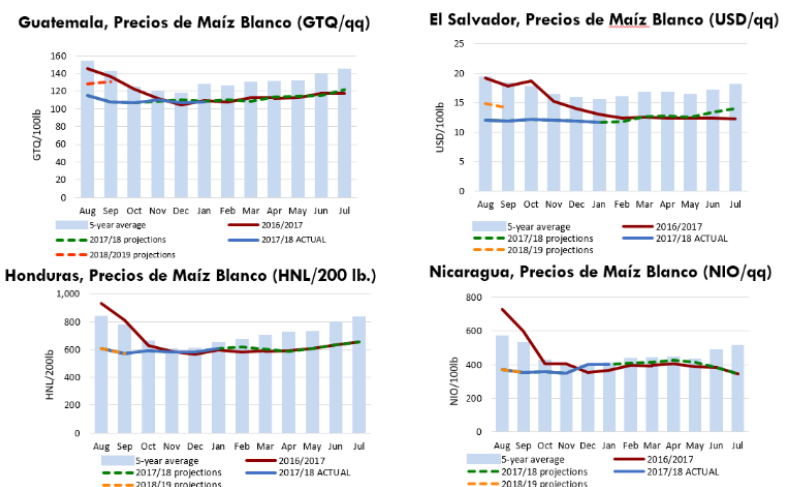 Guatemala, Precios de Maíz Blanco (GTQ/qq)
160
140
120
100
80
60
40
20
0
GTQ/100lb
Aug Sep Oct Nov Dec Jan Feb Mar Apr May Jun Jul
5-year average 2016/2017
2017/18 projections 2017/18 ACTUAL
2018/2019 projections
El Salvador, Precios de Maíz Blanco (USD/qq)
25
20
15
10
5
0
USD/100lb
Aug Sep Oct Nov Dec Jan Feb Mar Apr May Jun Jul
5-year average 2016/2017
2017/18 projections 2017/18 ACTUAL
2018/19 projections
Honduras, Precios de Maíz Blanco (HNL/200 lb.)
1,000
800
600
400
200
0
HNL/200lb
Aug Sep Oct Nov Dec Jan Feb Mar Apr May Jun Jul
5-year average 2016/2017
2017/18 projections 2017/18 ACTUAL
2018/19 projections
Nicaragua, Precios de Maíz Blanco (NIO/qq)
800
600
400
200
0
NIO/100lb
Aug Sep Oct Nov Dec Jan Feb Mar Apr May Jun Jul
5-year average 2016/2017
2017/18 projections 2017/18 ACTUAL
2018/19 projections